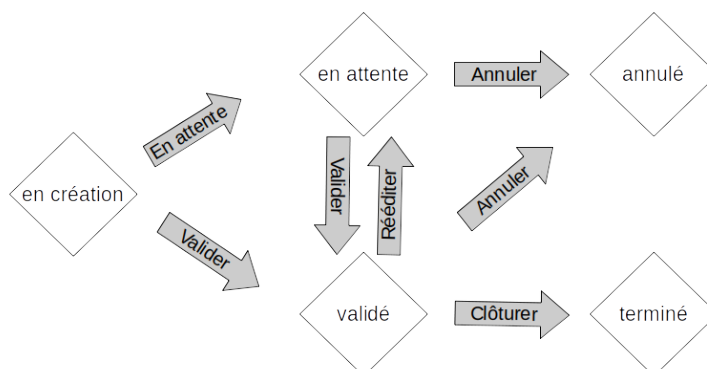 en attente
Annuler
annulé
En attente
en création
Valider
Rééditer
Annuler
Valider
validé
Clôturer
terminé